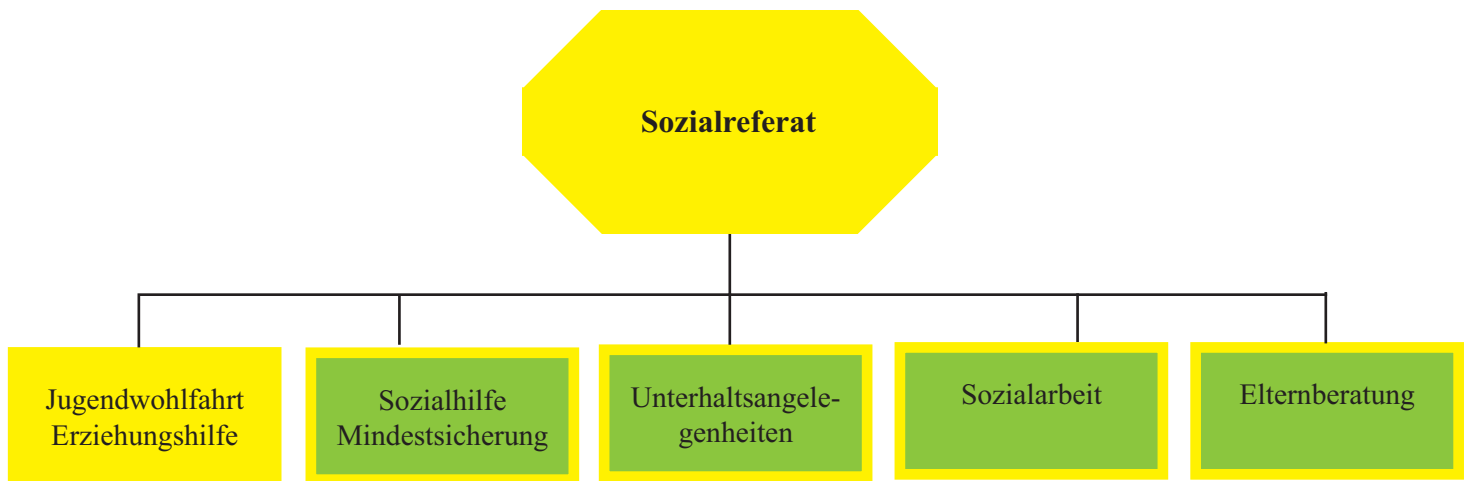 Sozialreferat
Jugendwohlfahrt
Erziehungshilfe
Sozialhilfe
Mindestsicherung
Unterhaltsangele-
genheiten
Sozialarbeit
Elternberatung